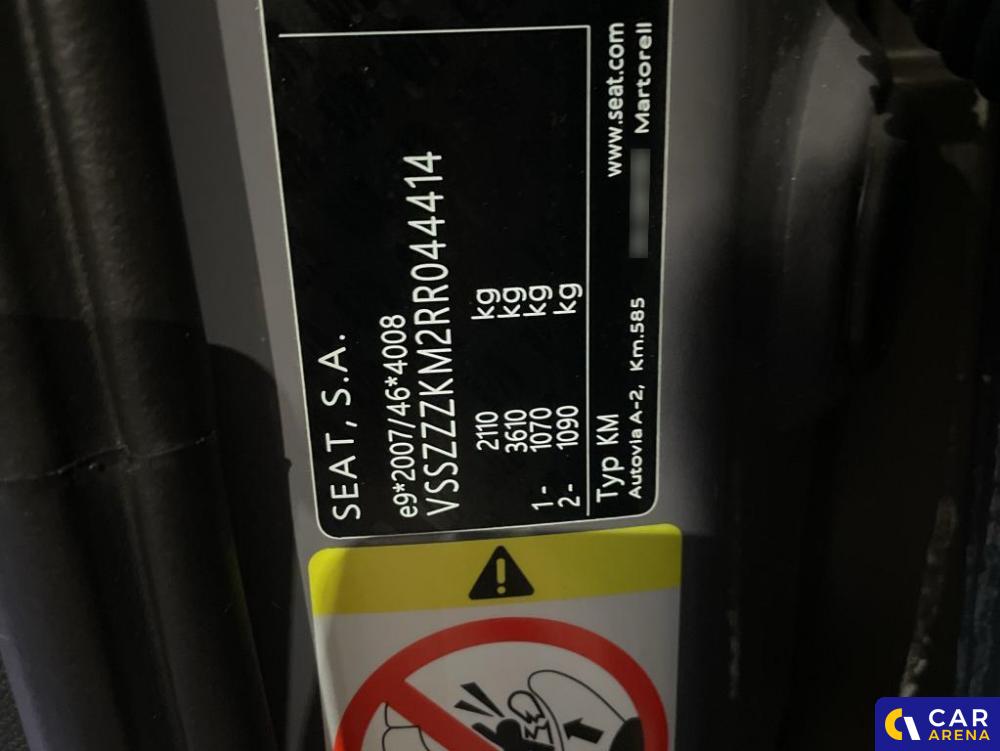 SEAT, S.A.
e9*2007/46*4008
VSSZZZKM2RR044414
2110 kg
3610 kg
1- 1070 kg
2- 1090 kg
Typ KM www.seat.com
Autovia A-2, Km.585 Martorell
CAR
ARENA